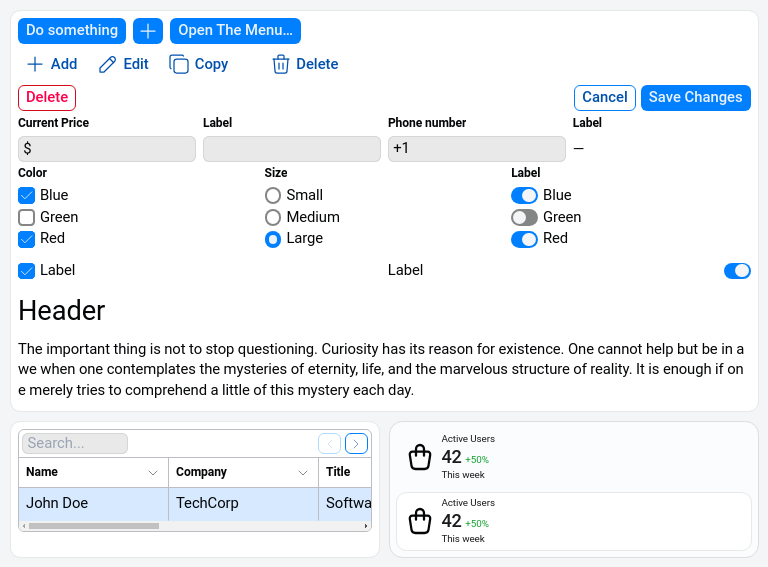 Do something Open The Menu...
Add Edit Copy Delete
Delete Cancel Save Changes
Current Price Label Phone number Label
$ +1 —
Color Size Label
Blue Small Blue
Green Medium Green
Red Large Red
Label Label
Header
The important thing is not to stop questioning. Curiosity has its reason for existence. One cannot help but be in a
we when one contemplates the mysteries of eternity, life, and the marvelous structure of reality. It is enough if on
e merely tries to comprehend a little of this mystery each day.
Search...
Name Company Title
John Doe TechCorp Softwa
Active Users
42 +50%
This week
Active Users
42 +50%
This week